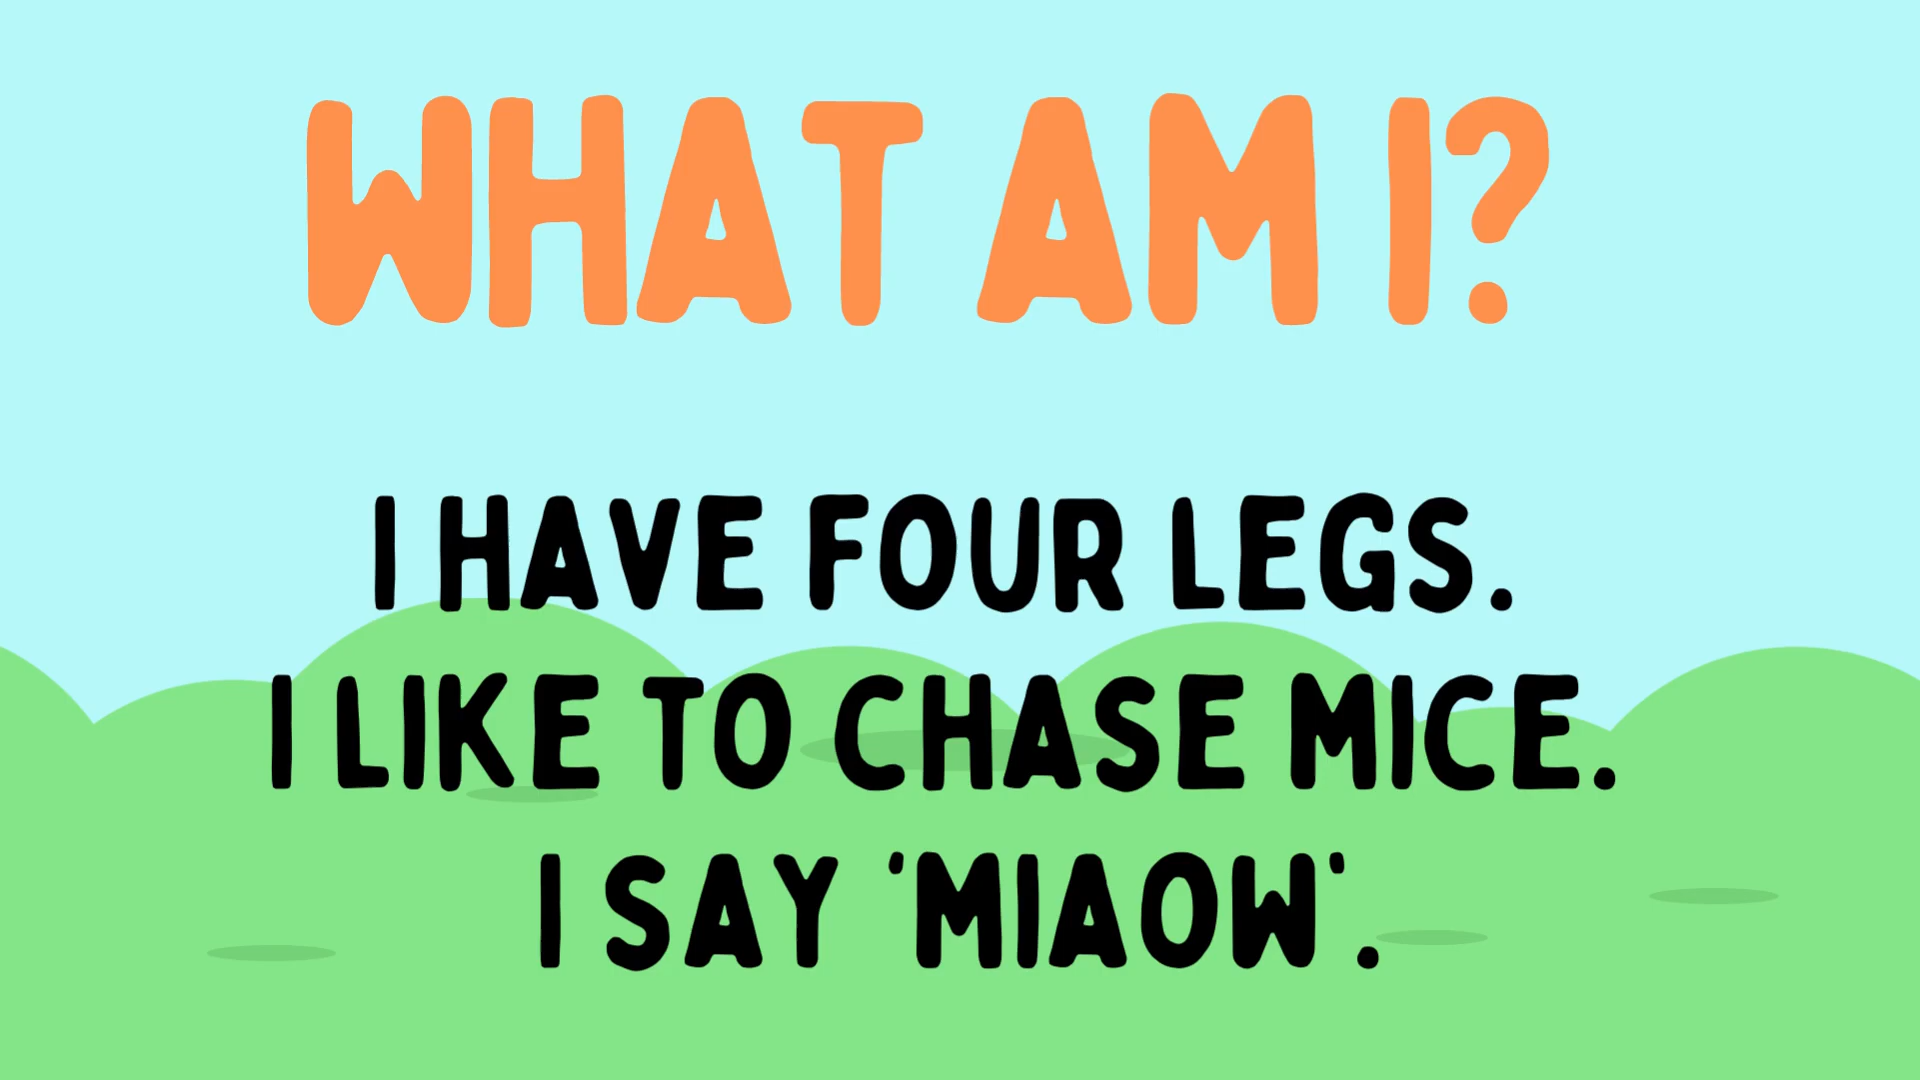 WHAT AM I?
I HAVE FOUR LEGS.
I LIKE TO CHASE MICE.
I SAY 'MIAOW'.